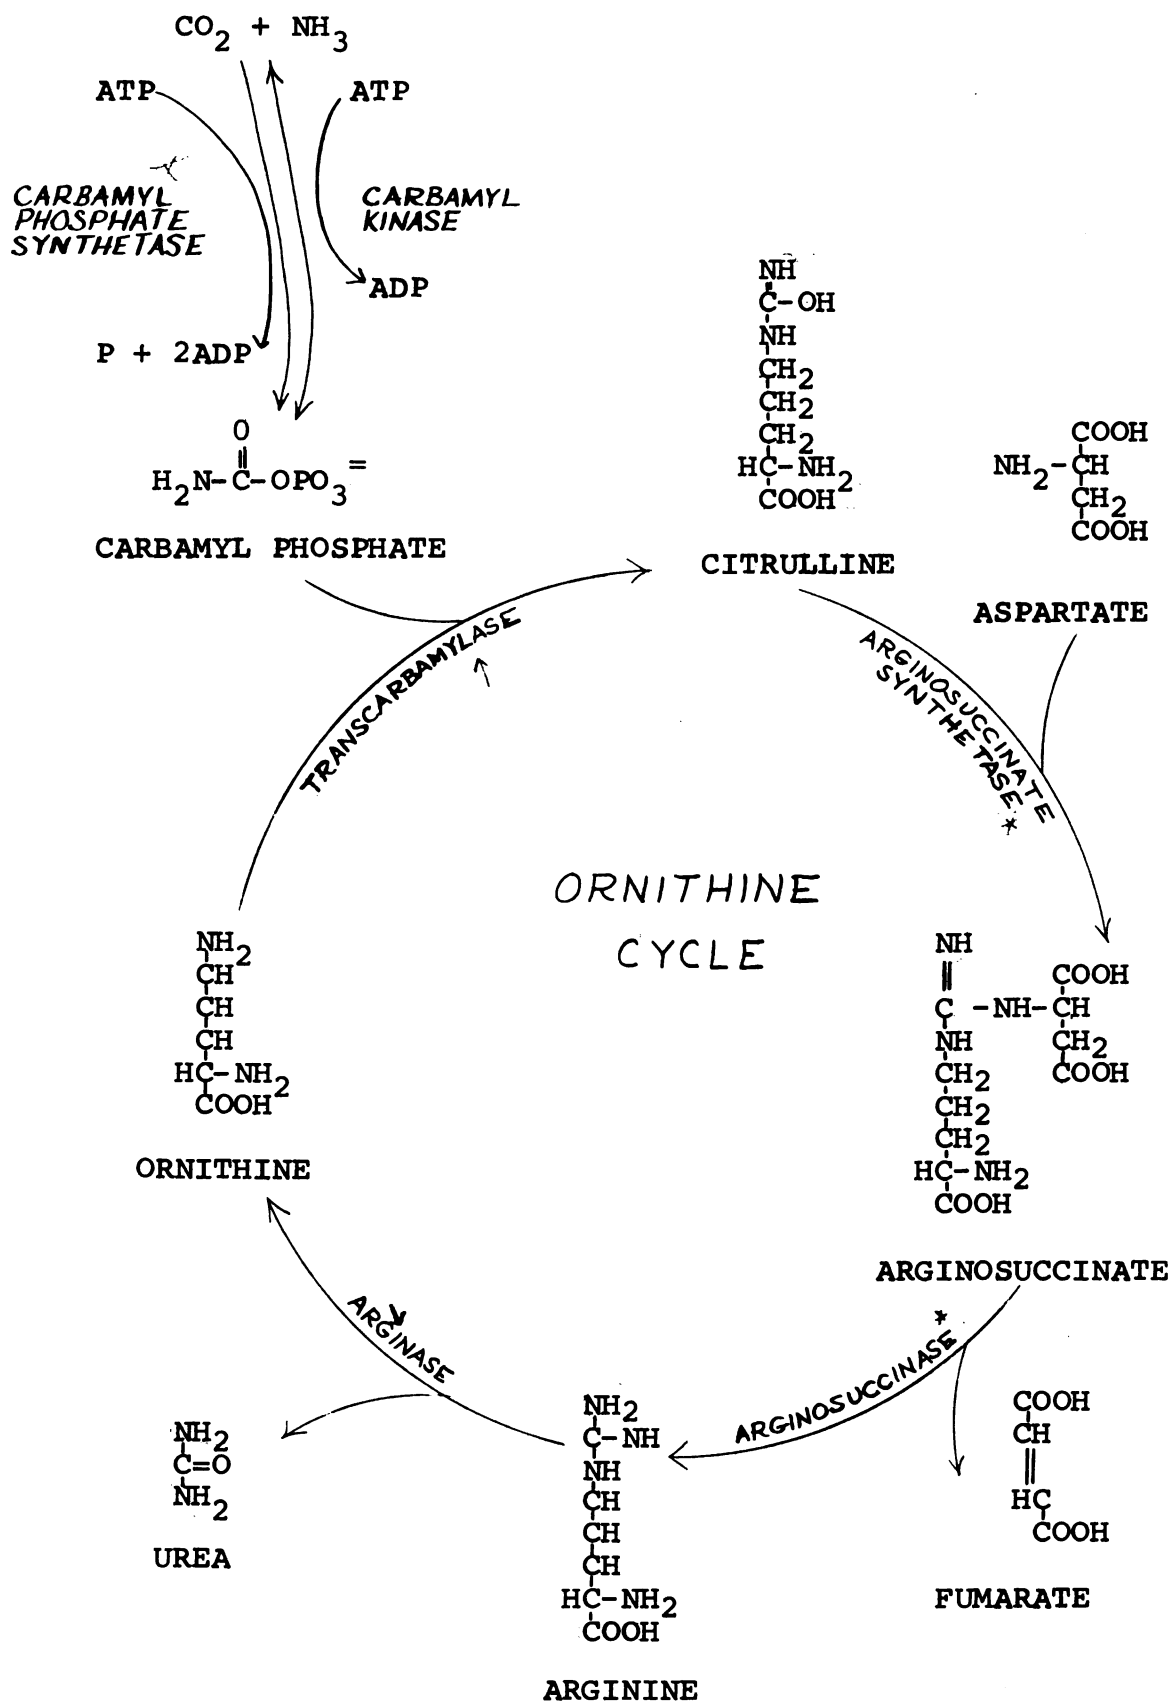 CO2 + NH3
ATP
ATP
CARBAMYL
PHOSPHATE
SYNTHETASE
CARBAMYL
KINASE
ADP
P + 2ADP
O
H2N-C-OPO3=
CARBAMYL PHOSPHATE
NH
C-OH
NH
CH2
CH2
CH2
HC-NH2
COOH
CITRULLINE
COOH
NH2-CH
CH2
COOH
ASPARTATE
TRANSCARBAMYLASE
ARGINOSUCCINATE
SYNTHETASE *
ORNITHINE
CYCLE
NH2
CH
CH
CH
HC-NH2
COOH
ORNITHINE
NH
C -NH-CH
COOH
NH
CH2
COOH
CH2
CH2
CH2
HC-NH2
COOH
ARGINOSUCCINATE
*
ARGINOSUCCINASE
ARGINASE
COOH
CH
HC
COOH
FUMARATE
NH2
C=O
NH2
UREA
NH2
C-NH
NH
CH
CH
CH
HC-NH2
COOH
ARGININE